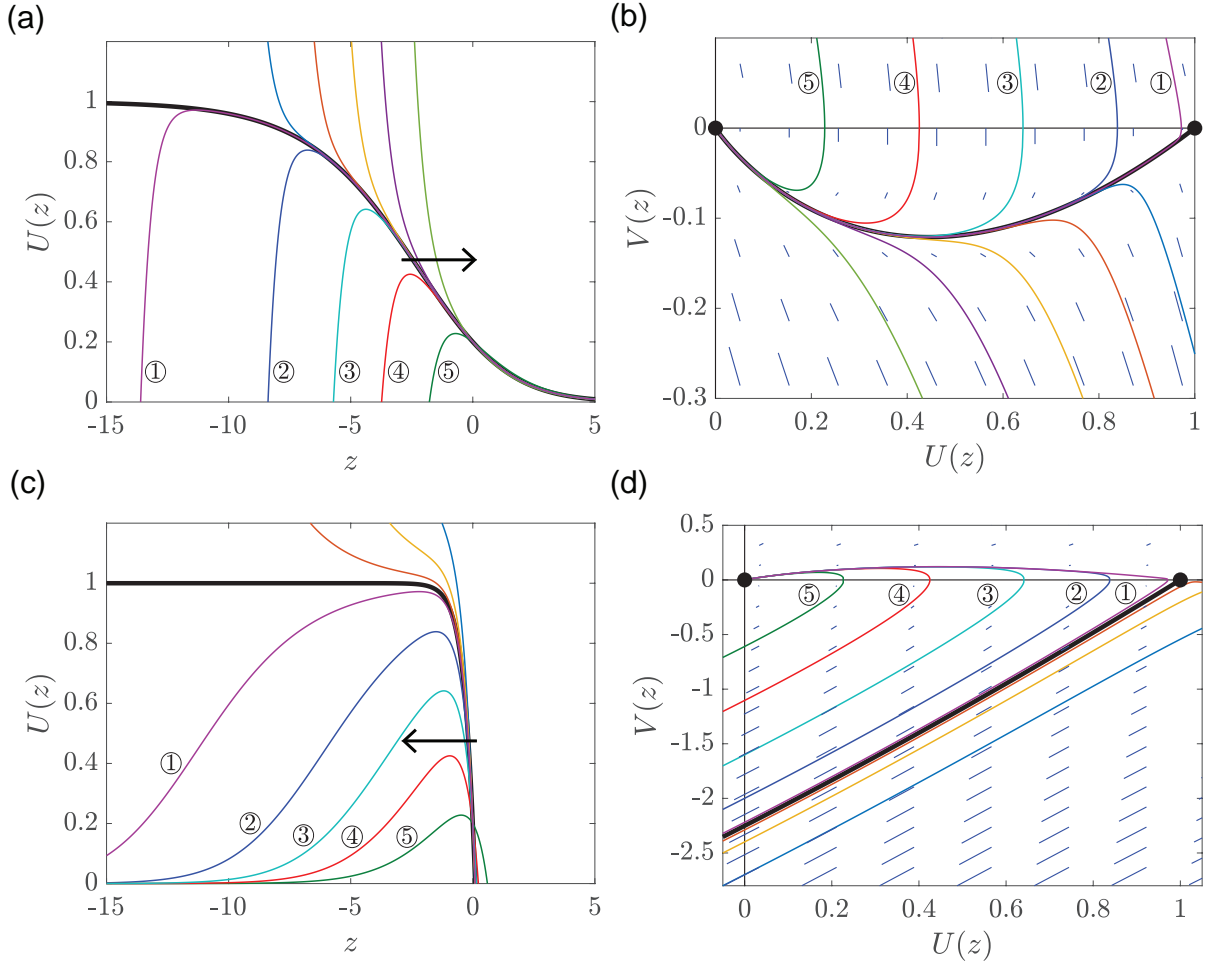 (a)
U(z)
1
0.8
0.6
0.4
0.2
0
① ② ③ ④ ⑤
-15 -10 -5 0 5
z
(b)
V(z)
0
-0.1
-0.2
-0.3
⑤ ④ ③ ② ①
0 0.2 0.4 0.6 0.8 1
U(z)
(c)
U(z)
1
0.8
0.6
0.4
0.2
0
① ② ③ ④ ⑤
-15 -10 -5 0 5
z
(d)
V(z)
0.5
0
-0.5
-1
-1.5
-2
-2.5
⑤ ④ ③ ② ①
0 0.2 0.4 0.6 0.8 1
U(z)